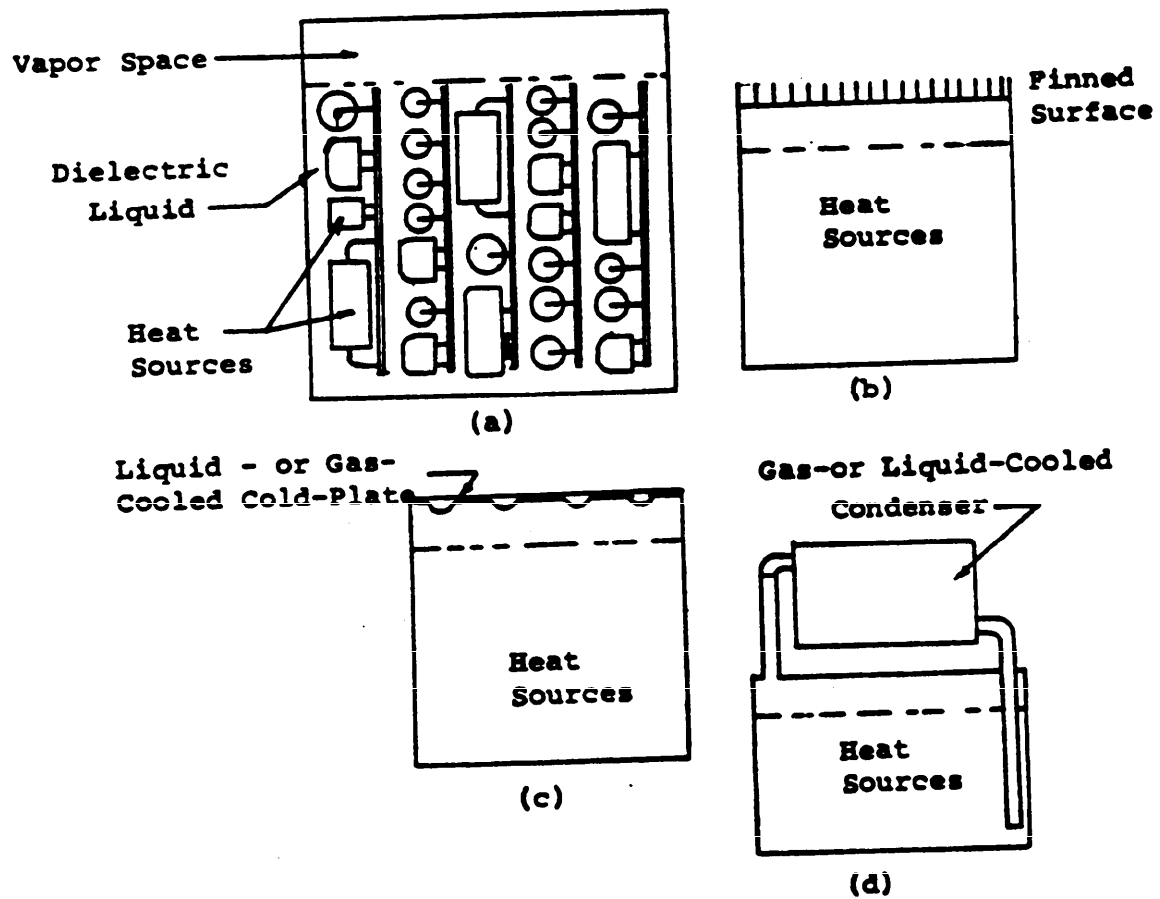 Vapor Space
Dielectric
Liquid
Heat
Sources
(a)
Finned
Surface
Heat
Sources
(b)
Liquid - or Gas-
Cooled Cold-Plate
Heat
Sources
(c)
Gas-or Liquid-Cooled
Condenser
Heat
Sources
(d)